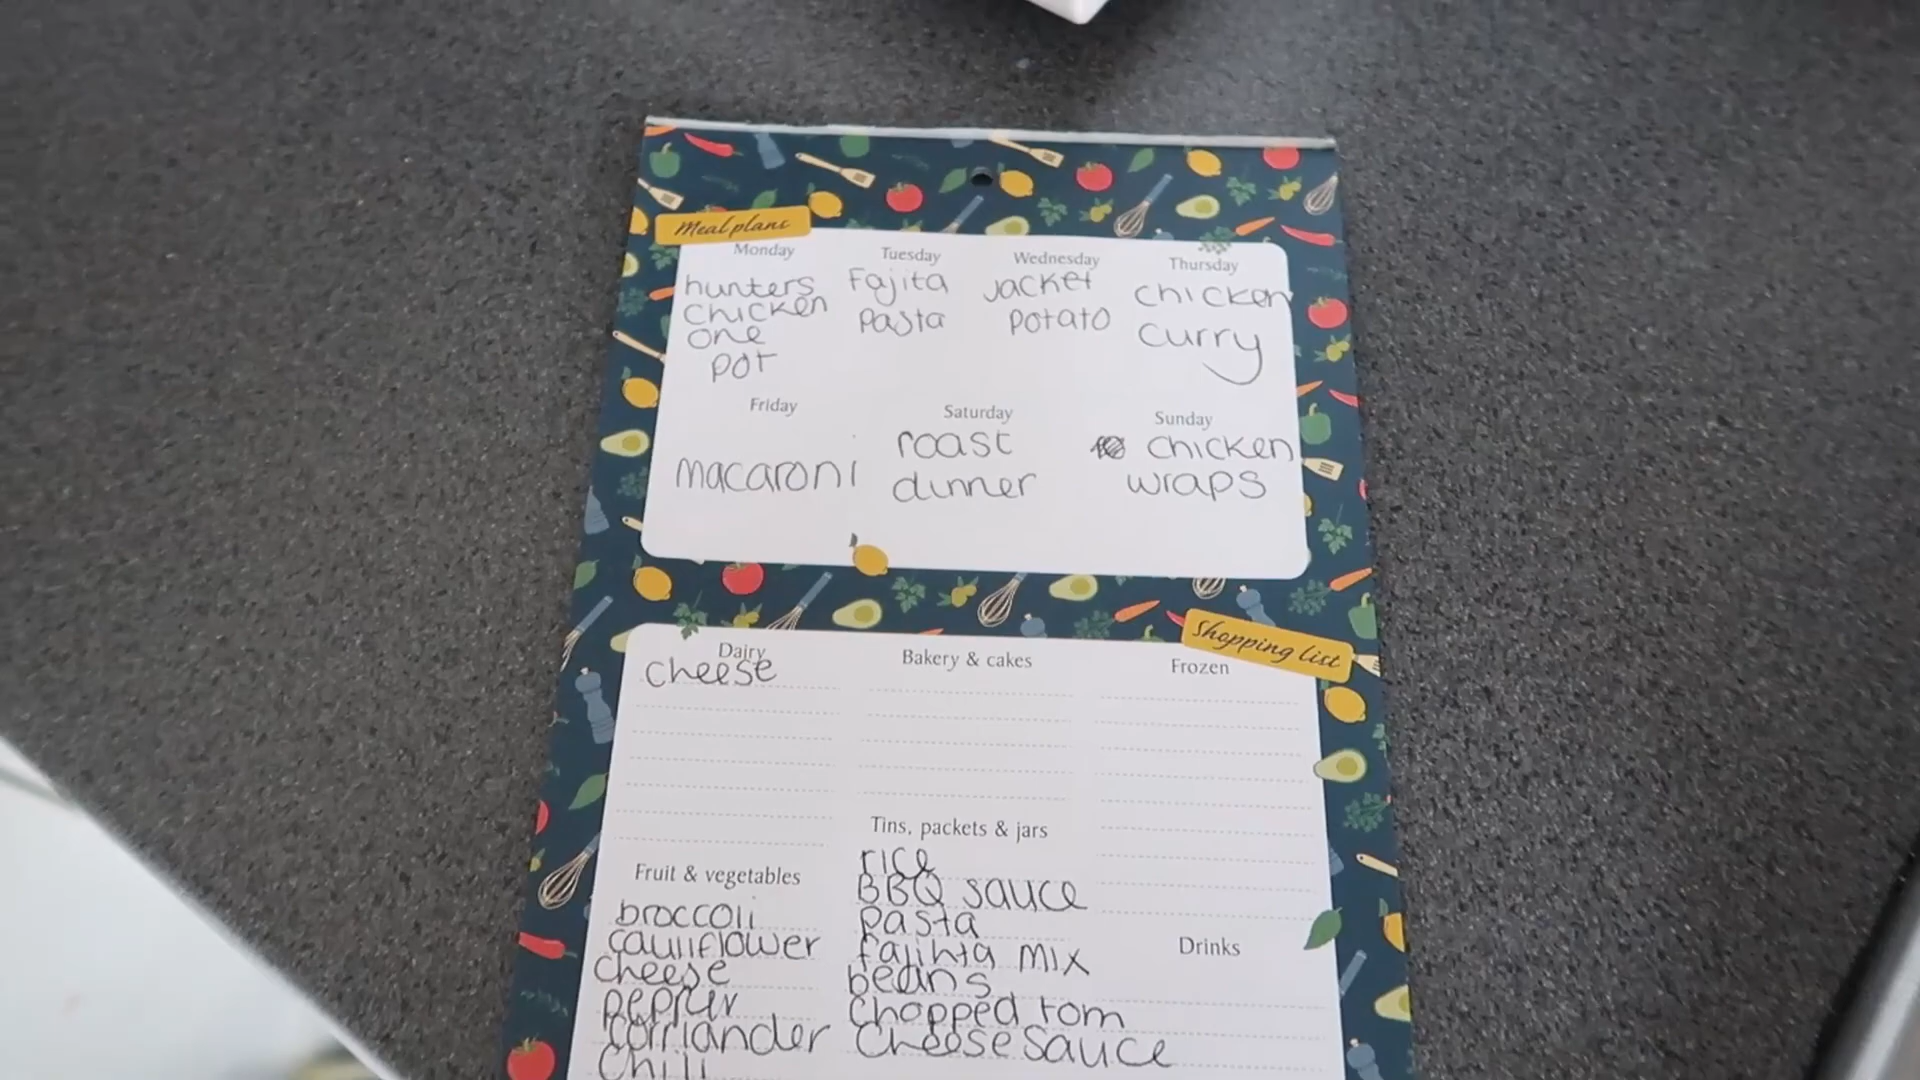 Meal plans
Monday
hunters
chicken
one
pot
Tuesday
Fajita
Pasta
Wednesday
Jacket
Potato
Thursday
chicken
curry
Friday
macaroni
Saturday
roast
dinner
Sunday
chicken
wraps
Shopping list
Dairy
cheese
Bakery & cakes
Frozen
Fruit & vegetables
broccoli
cauliflower
cheese
pepper
corriander
chili
Tins, packets & jars
rice
BBQ sauce
pasta
fajihta mix
beans
chopped tom
cheese sauce
Drinks